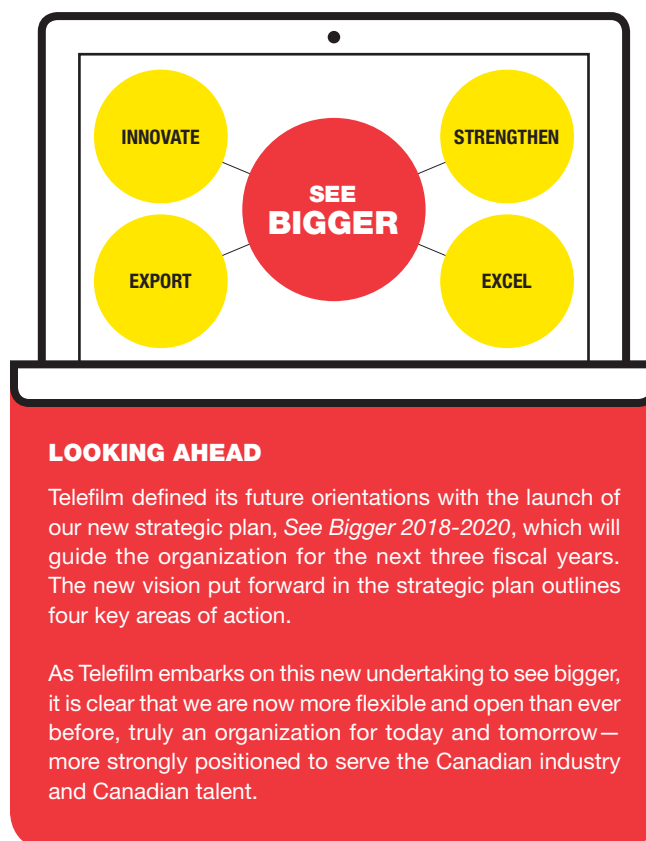 INNOVATE
STRENGTHEN
SEE
BIGGER
EXPORT
EXCEL
LOOKING AHEAD
Telefilm defined its future orientations with the launch of
our new strategic plan, See Bigger 2018-2020, which will
guide the organization for the next three fiscal years.
The new vision put forward in the strategic plan outlines
four key areas of action.
As Telefilm embarks on this new undertaking to see bigger,
it is clear that we are now more flexible and open than ever
before, truly an organization for today and tomorrow—
more strongly positioned to serve the Canadian industry
and Canadian talent.